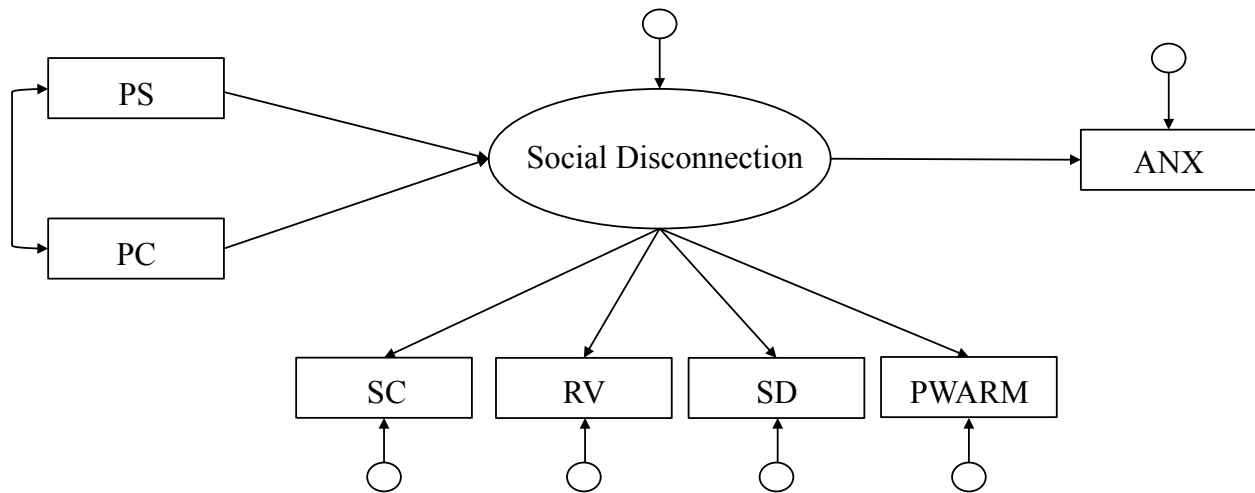 PS
Social Disconnection
ANX
PC
SC
RV
SD
PWARM